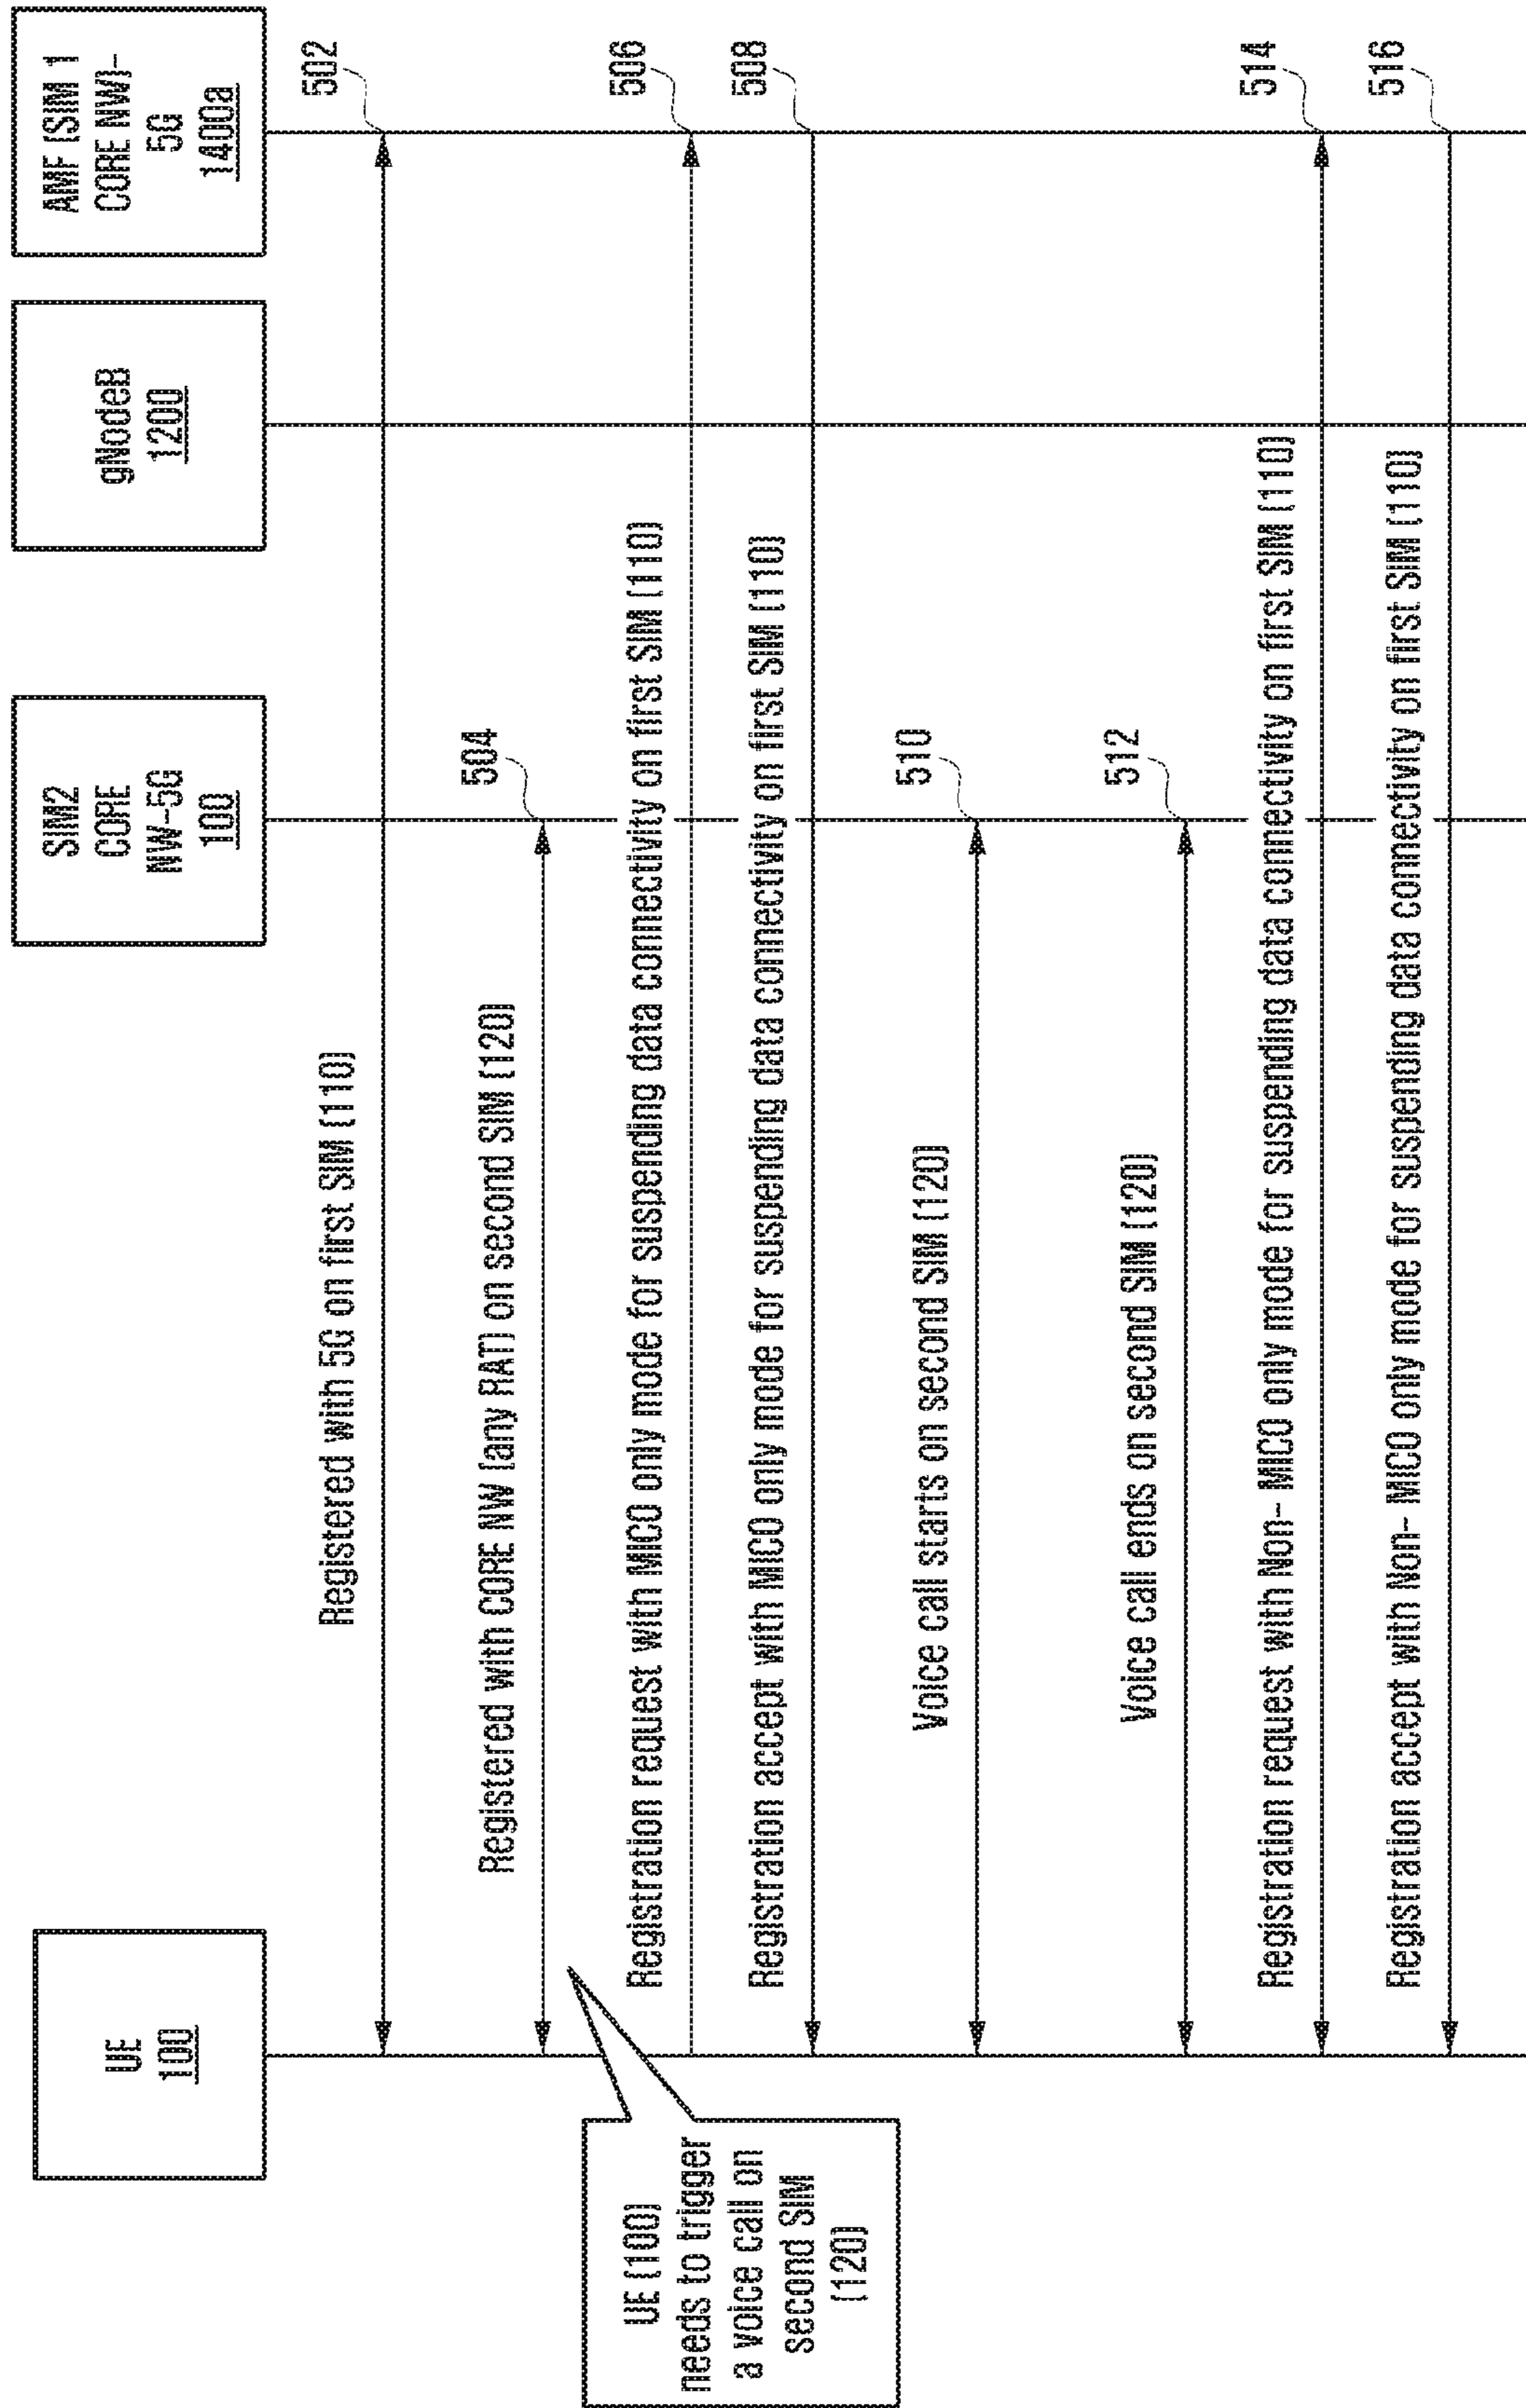 UE
100
SIM2
CORE
NW-5G
100
gNodeB
1200
AMF (SIM 1
CORE NW)-
5G
1400a
Registered with 5G on first SIM (110)
502
Registered with CORE NW (any RAT) on second SIM (120)
504
UE (100)
needs to trigger
a voice call on
second SIM
(120)
Registration request with MICO only mode for suspending data connectivity on first SIM (110)
506
Registration accept with MICO only mode for suspending data connectivity on first SIM (110)
508
Voice call starts on second SIM (120)
510
Voice call ends on second SIM (120)
512
Registration request with Non- MICO only mode for suspending data connectivity on first SIM (110)
514
Registration accept with Non- MICO only mode for suspending data connectivity on first SIM (110)
516